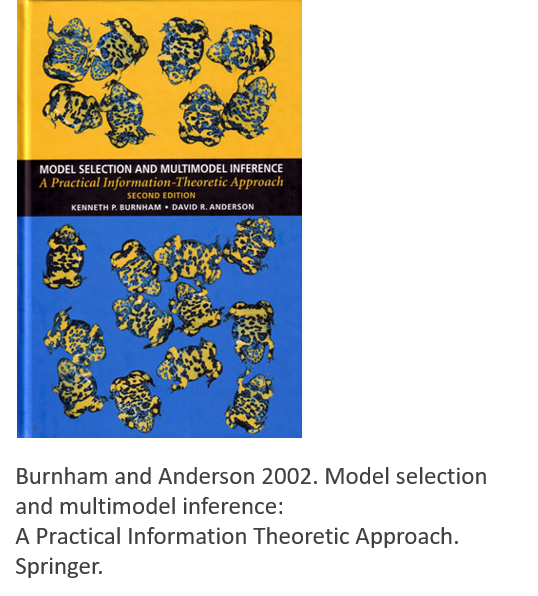 MODEL SELECTION AND MULTIMODEL INFERENCE
A Practical Information-Theoretic Approach
SECOND EDITION
KENNETH P. BURNHAM • DAVID R. ANDERSON
Burnham and Anderson 2002. Model selection
and multimodel inference:
A Practical Information Theoretic Approach.
Springer.